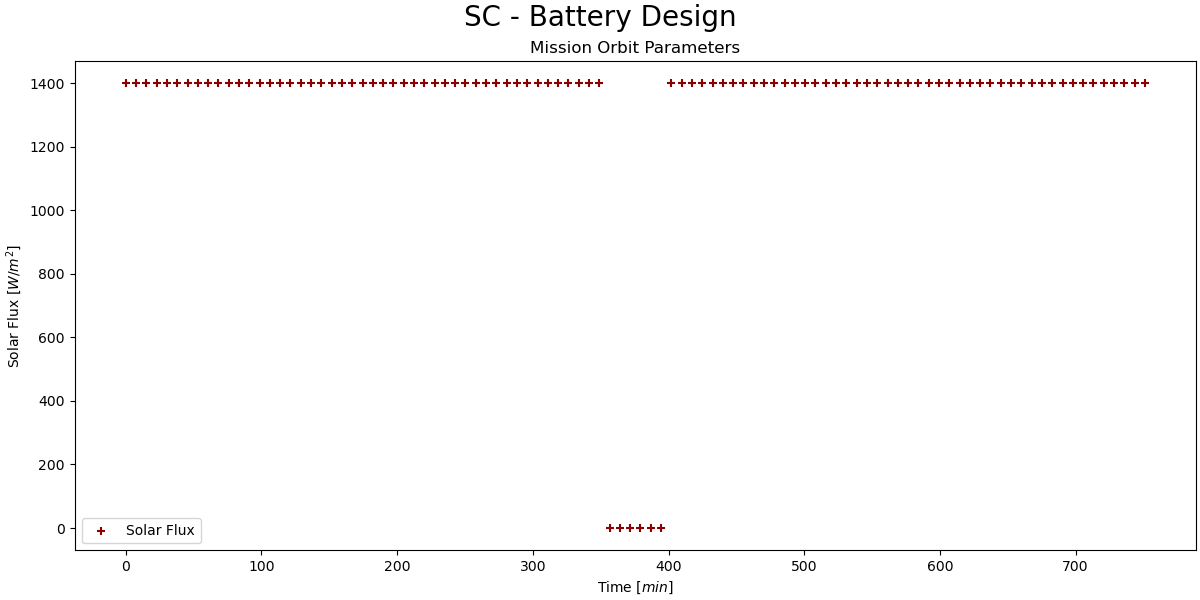 SC - Battery Design
Mission Orbit Parameters
1400
1200
1000
800
600
400
200
0
Solar Flux [W/m²]
Solar Flux
0 100 200 300 400 500 600 700
Time [min]